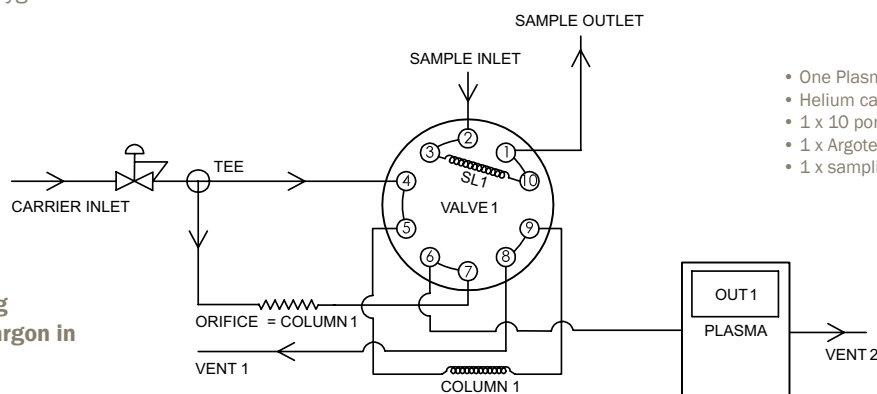 SAMPLE OUTLET
SAMPLE INLET
• One Plasm
• Helium ca
• 1 x 10 por
• 1 x Argote
• 1 x sampli
2
3
1
SL1
10
TEE
4
CARRIER INLET
VALVE 1
5
9
6
8
7
OUT 1
PLASMA
ORIFICE = COLUMN 1
VENT 1
VENT 2
COLUMN 1
g
argon in